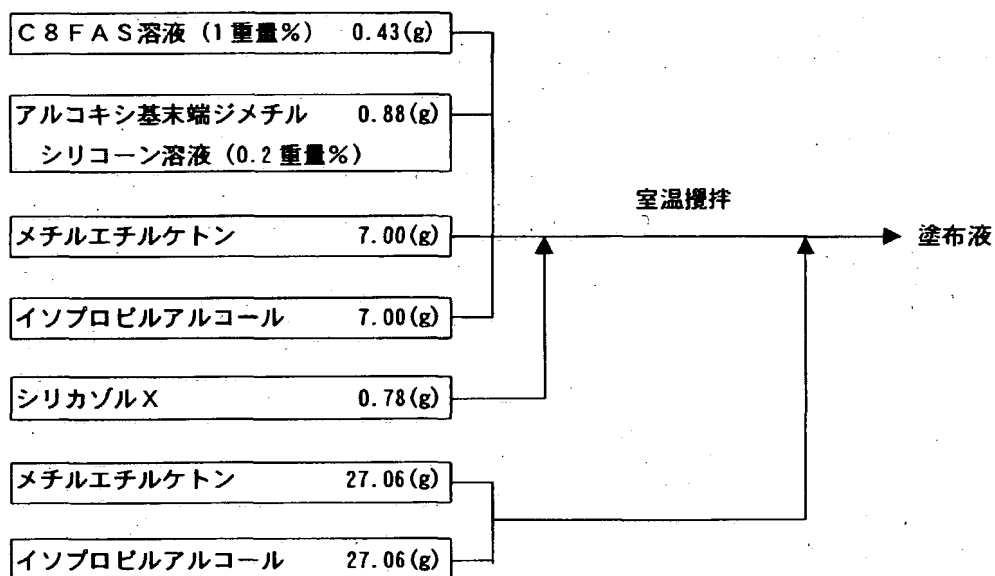 C8FAS溶液(1重量%) 0.43(g)
アルコキシ基末端ジメチル 0.88(g)
シリコーン溶液(0.2重量%)
室温攪拌
メチルエチルケトン 7.00(g)
塗布液
イソプロピルアルコール 7.00(g)
シリカゾルX 0.78(g)
メチルエチルケトン 27.06(g)
イソプロピルアルコール 27.06(g)